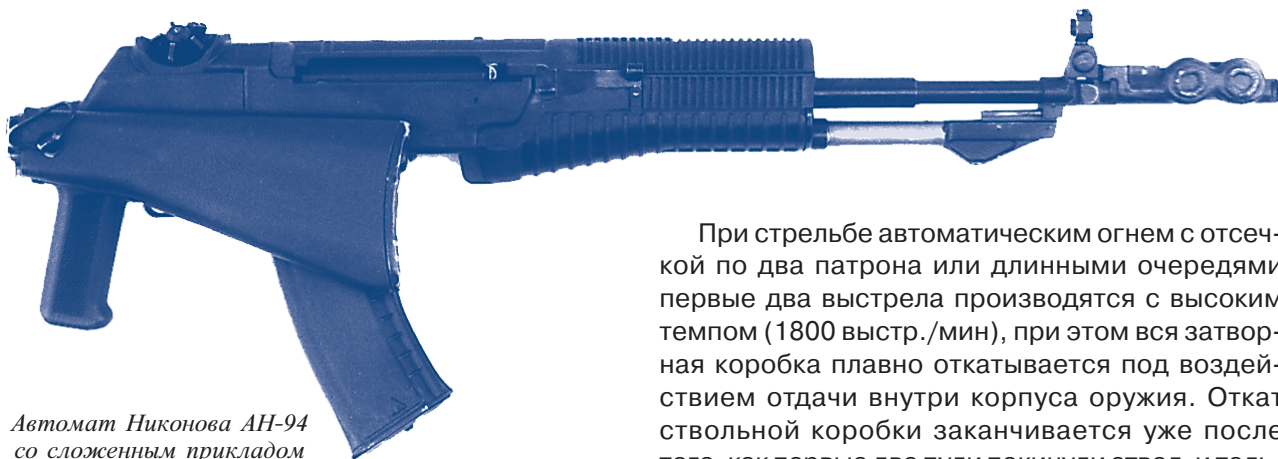 При стрельбе автоматическим огнем с отсеч-
кой по два патрона или длинными очередями
первые два выстрела производятся с высоким
темпом (1800 выстр./мин), при этом вся затвор-
ная коробка плавно откатывается под воздей-
ствием отдачи внутри корпуса оружия. Откат
ствольной коробки заканчивается уже после
Автомат Никонова АН-94
со сложенным прикладом